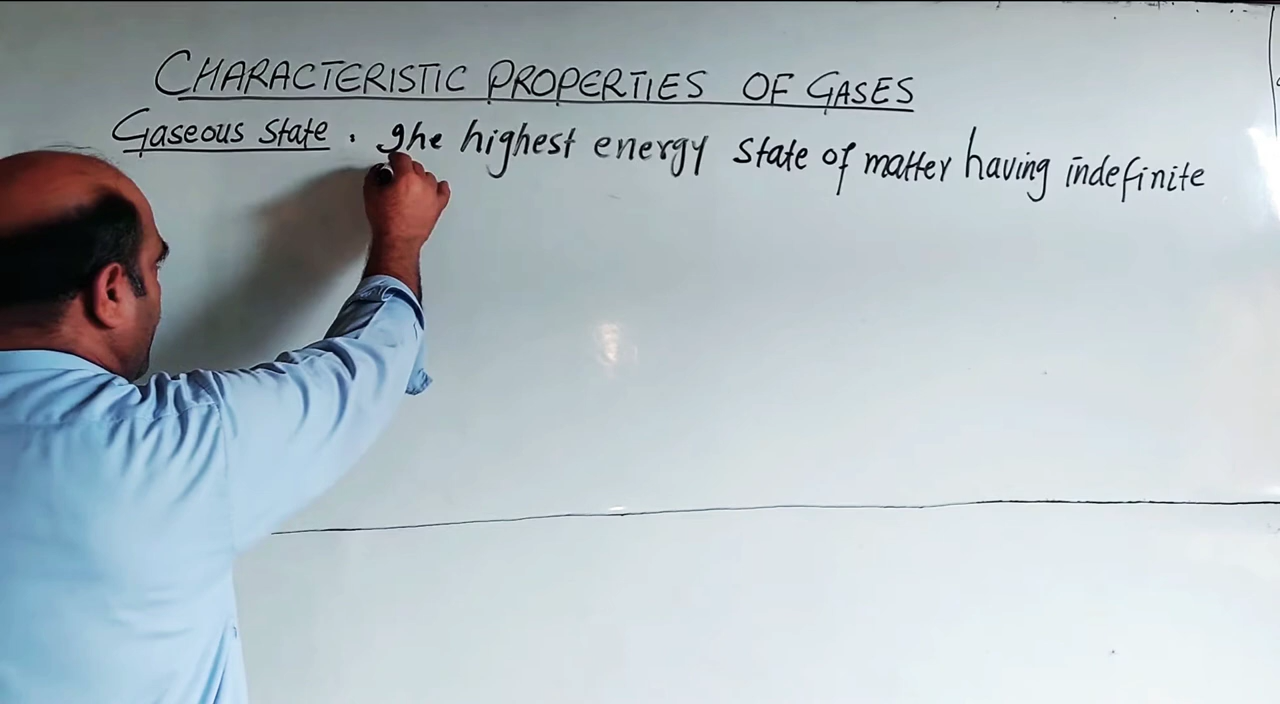 CHARACTERISTIC PROPERTIES OF GASES
Gaseous State : The highest energy state of matter having indefinite